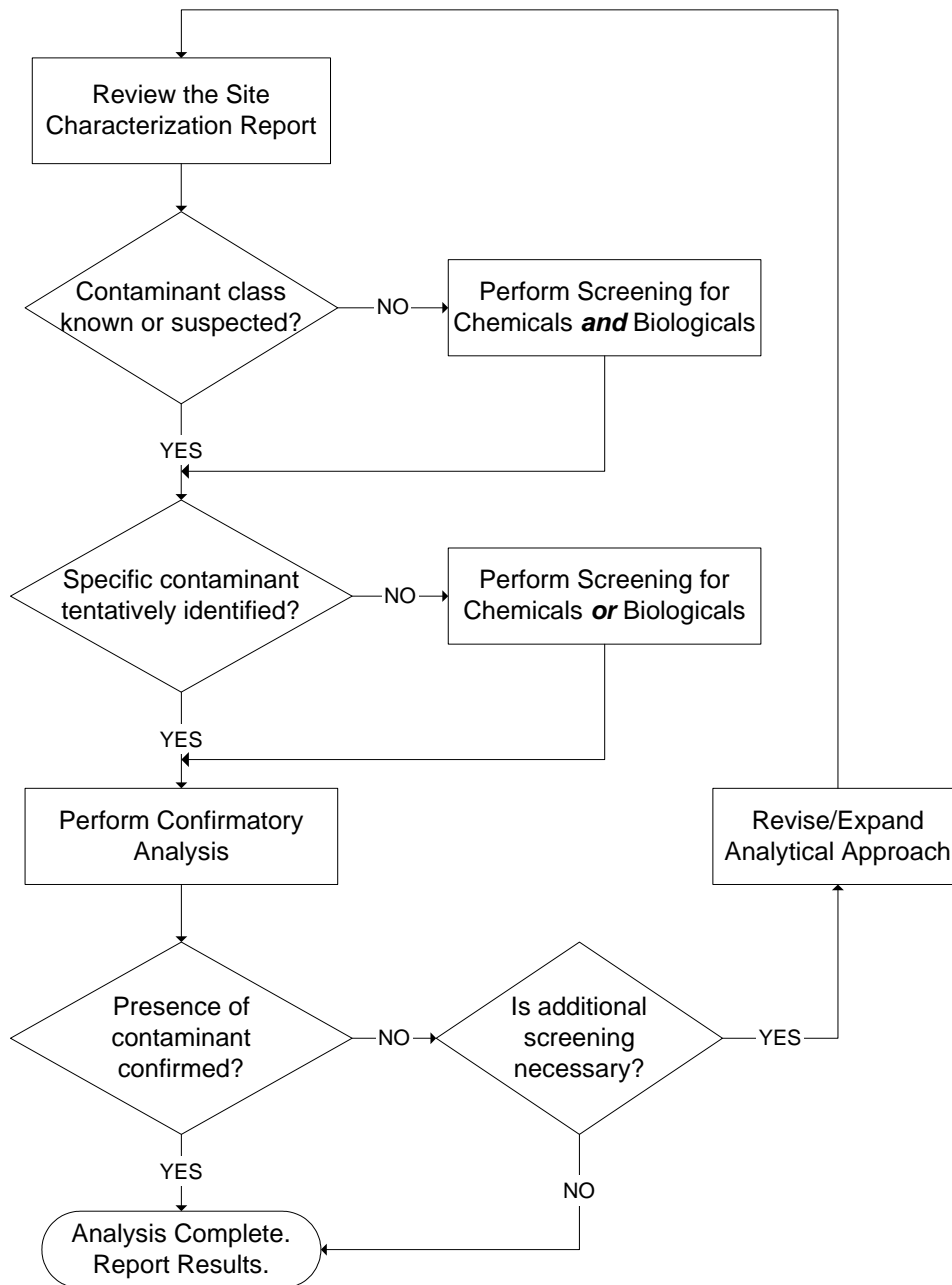 Review the Site
Characterization Report
Contaminant class
known or suspected?
NO
Perform Screening for
Chemicals and Biologicals
YES
Specific contaminant
tentatively identified?
NO
Perform Screening for
Chemicals or Biologicals
YES
Perform Confirmatory
Analysis
Revise/Expand
Analytical Approach
Presence of
contaminant
confirmed?
NO
Is additional
screening
necessary?
YES
YES
NO
Analysis Complete.
Report Results.